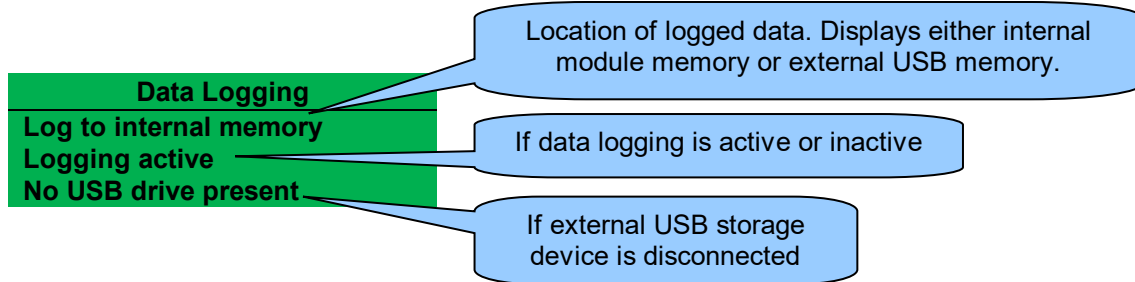 Location of logged data. Displays either internal
module memory or external USB memory.
Data Logging
Log to internal memory
Logging active
No USB drive present
If data logging is active or inactive
If external USB storage
device is disconnected